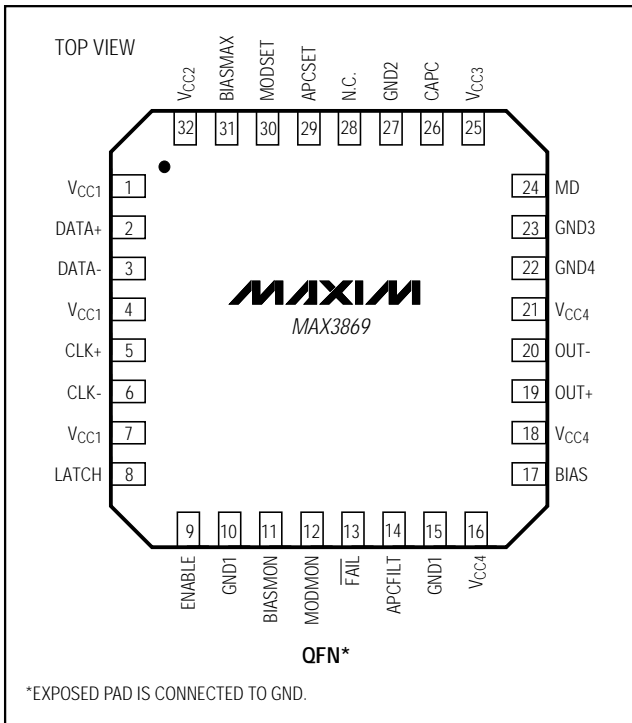 TOP VIEW
VCC2
BIASMAX
MODSET
APCSET
N.C.
GND2
CAPC
VCC3
32
31
30
29
28
27
26
25
VCC1 1
DATA+ 2
DATA- 3
VCC1 4
CLK+ 5
CLK- 6
VCC1 7
LATCH 8
MAXIM
MAX3869
24 MD
23 GND3
22 GND4
21 VCC4
20 OUT-
19 OUT+
18 VCC4
17 BIAS
9
10
11
12
13
14
15
16
ENABLE
GND1
BIASMON
MODMON
FAIL
APCFILT
GND1
VCC4
QFN*
*EXPOSED PAD IS CONNECTED TO GND.